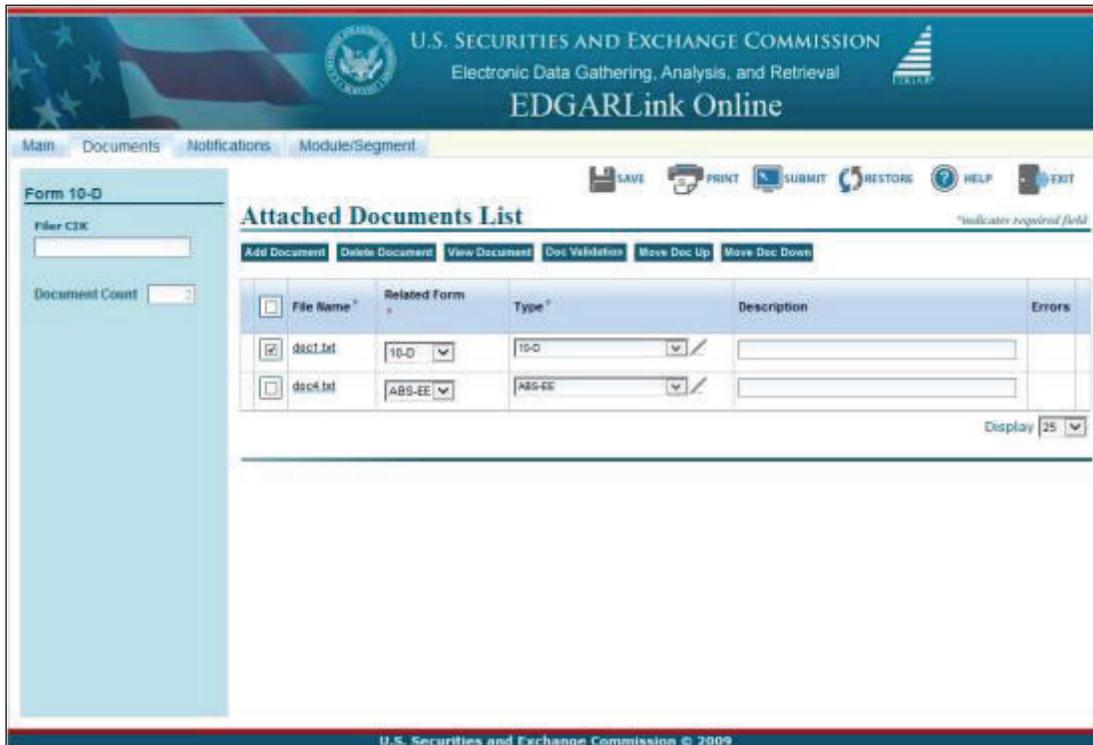 U.S. SECURITIES AND EXCHANGE COMMISSION
Electronic Data Gathering, Analysis, and Retrieval
EDGARLink Online
Main Documents Notifications Module/Segment
SAVE PRINT SUBMIT RESTORE HELP EXIT
Form 10-D
Filer CIK
Document Count 2
Attached Documents List
*indicates required field
Add Document Delete Document View Document Doc Validation Move Doc Up Move Doc Down
File Name * Related Form * Type * Description Errors
doc1.txt 10-D 10-D
doc4.txt ABS-EE ABS-EE
Display 25
U.S. Securities and Exchange Commission © 2009